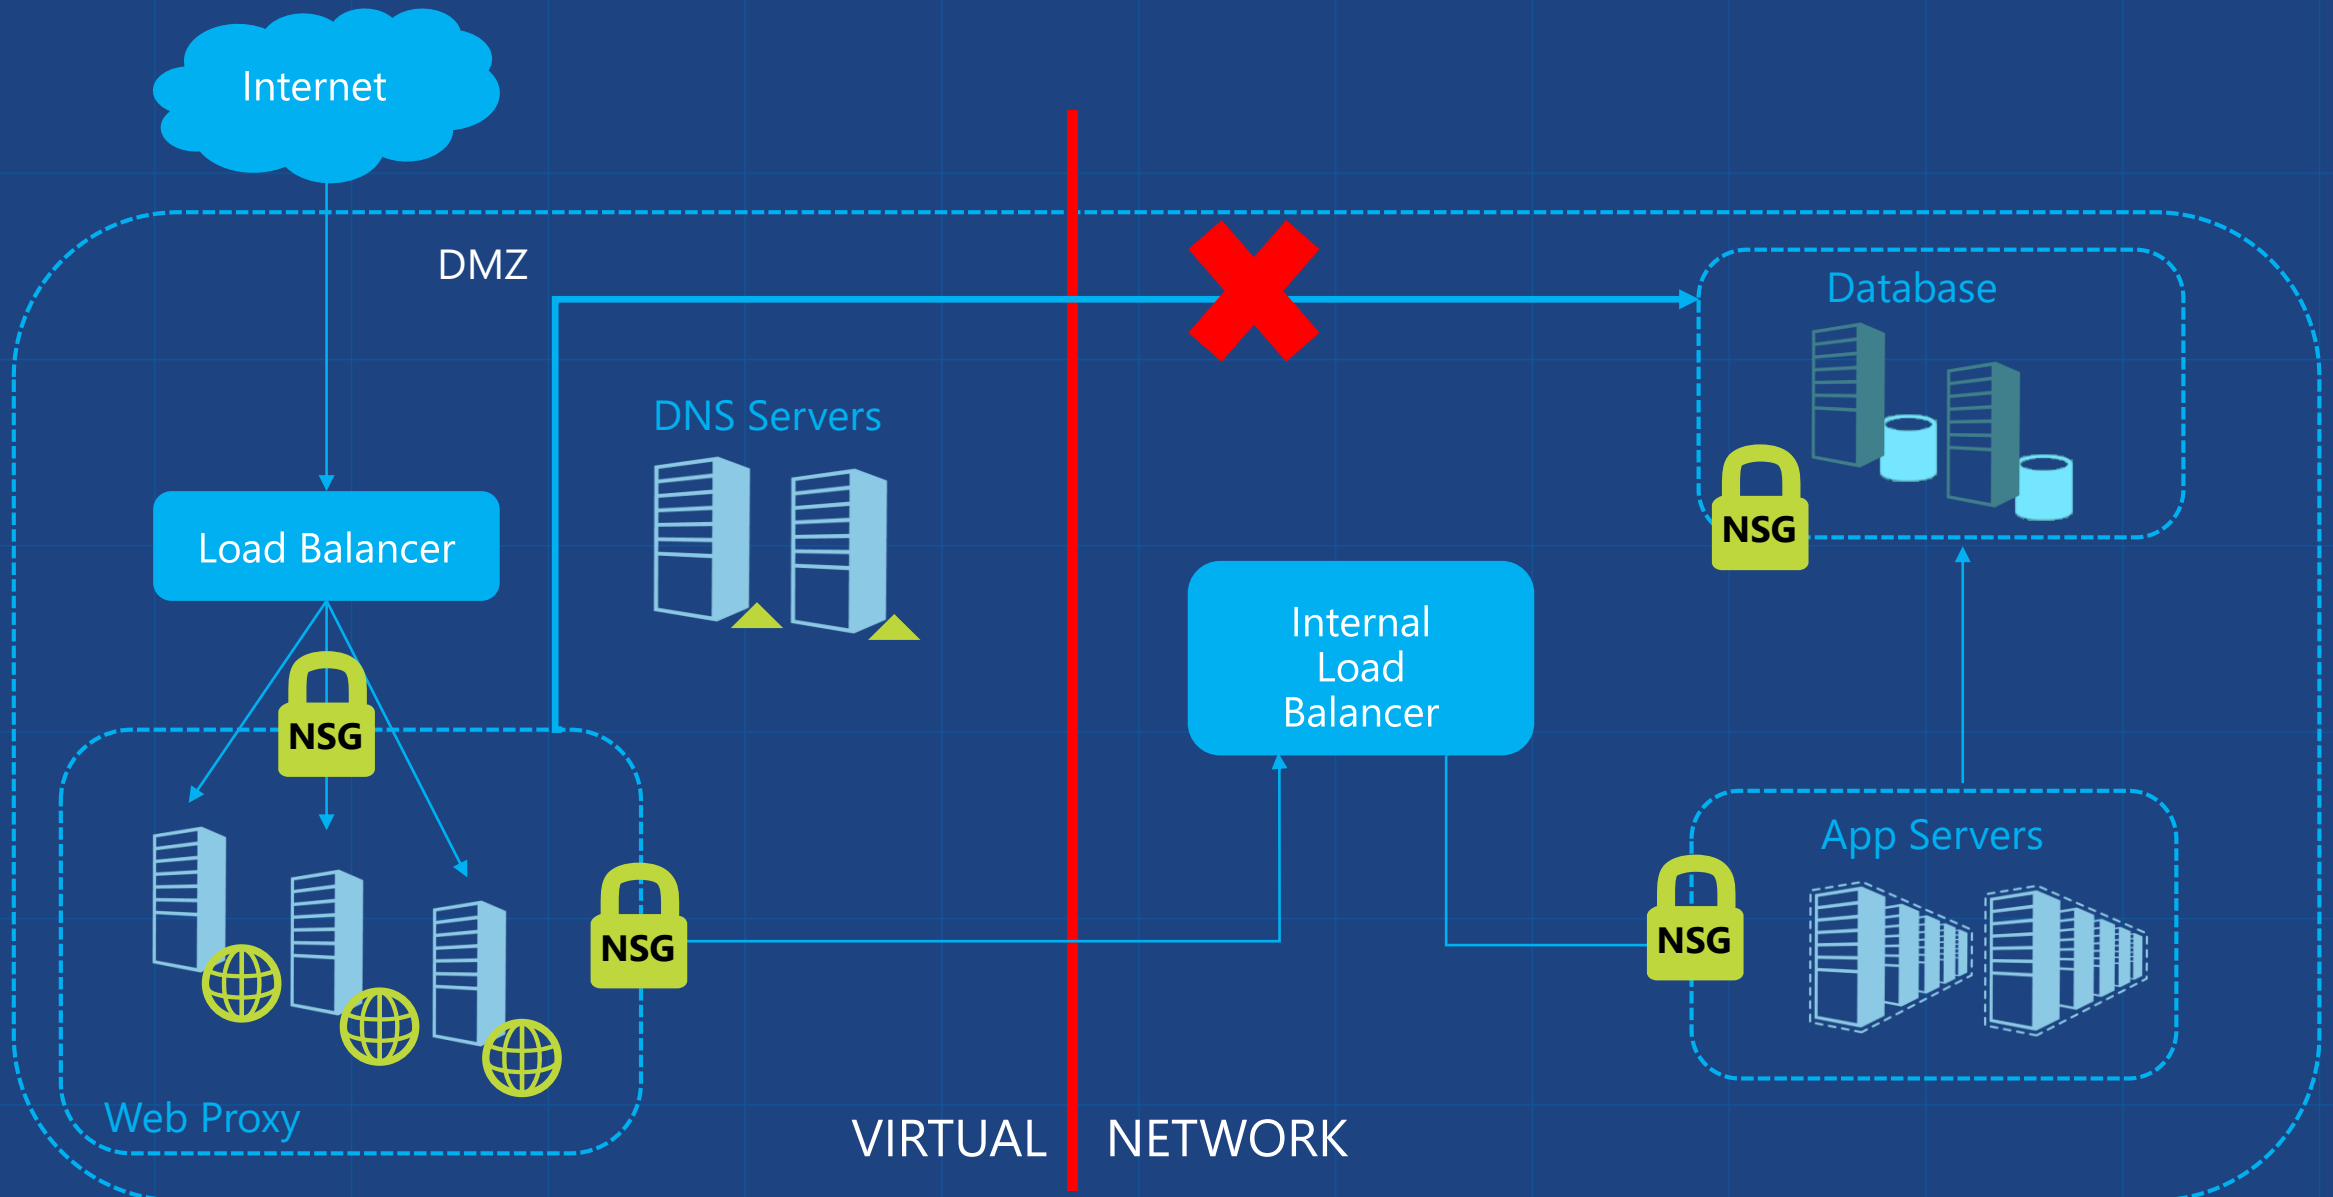 Internet
DMZ
Database
DNS Servers
NSG
Load Balancer
Internal
Load
Balancer
NSG
App Servers
NSG
NSG
Web Proxy
VIRTUAL NETWORK